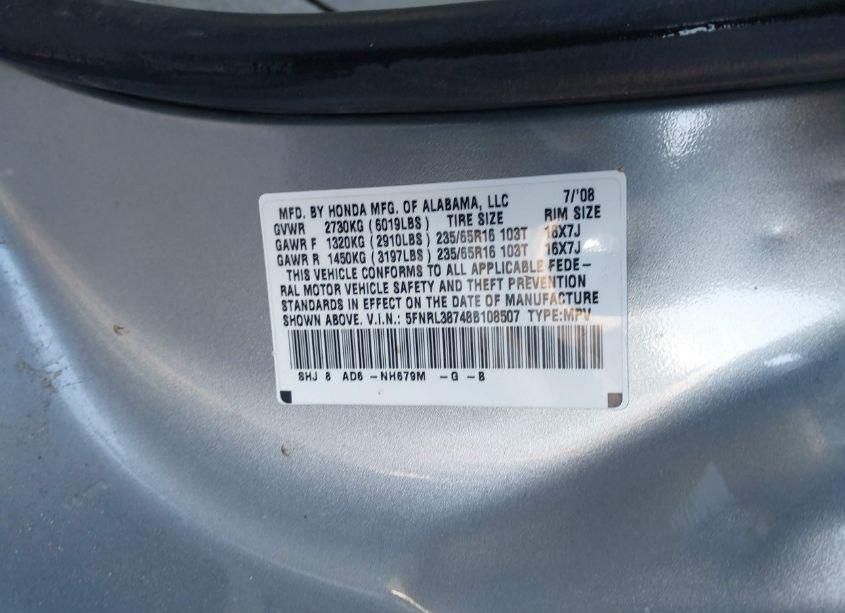 MFD. BY HONDA MFG. OF ALABAMA, LLC 7/'08
GVWR 2730KG (6019LBS) TIRE SIZE RIM SIZE
GAWR F 1320KG (2910LBS) 235/65R16 103T 16X7J
GAWR R 1450KG (3197LBS) 235/65R16 103T 16X7J
THIS VEHICLE CONFORMS TO ALL APPLICABLE FEDE-
RAL MOTOR VEHICLE SAFETY AND THEFT PREVENTION
STANDARDS IN EFFECT ON THE DATE OF MANUFACTURE
SHOWN ABOVE. V.I.N.: 5FNRL38748B108507 TYPE:MPV
SHJ 8 AD6-NH679M -G -B